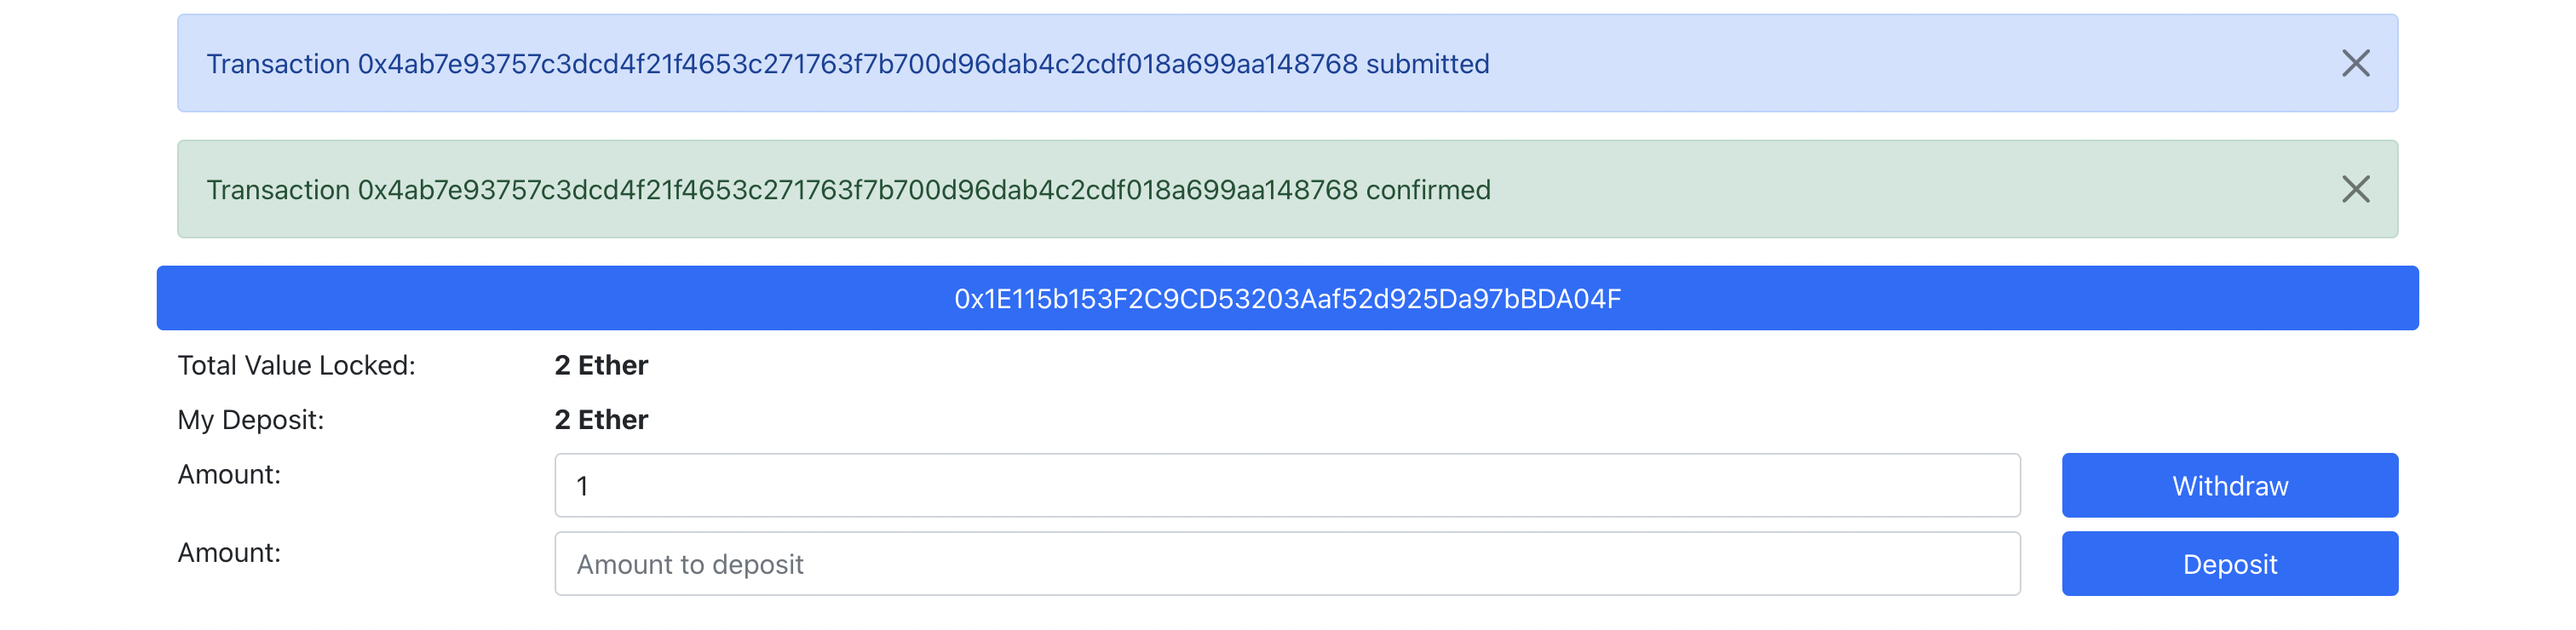 Transaction 0x4ab7e93757c3dcd4f21f4653c271763f7b700d96dab4c2cdf018a699aa148768 submitted
Transaction 0x4ab7e93757c3dcd4f21f4653c271763f7b700d96dab4c2cdf018a699aa148768 confirmed
0x1E115b153F2C9CD53203Aaf52d925Da97bBDA04F
Total Value Locked: 2 Ether
My Deposit: 2 Ether
Amount: 1 Withdraw
Amount: Amount to deposit Deposit